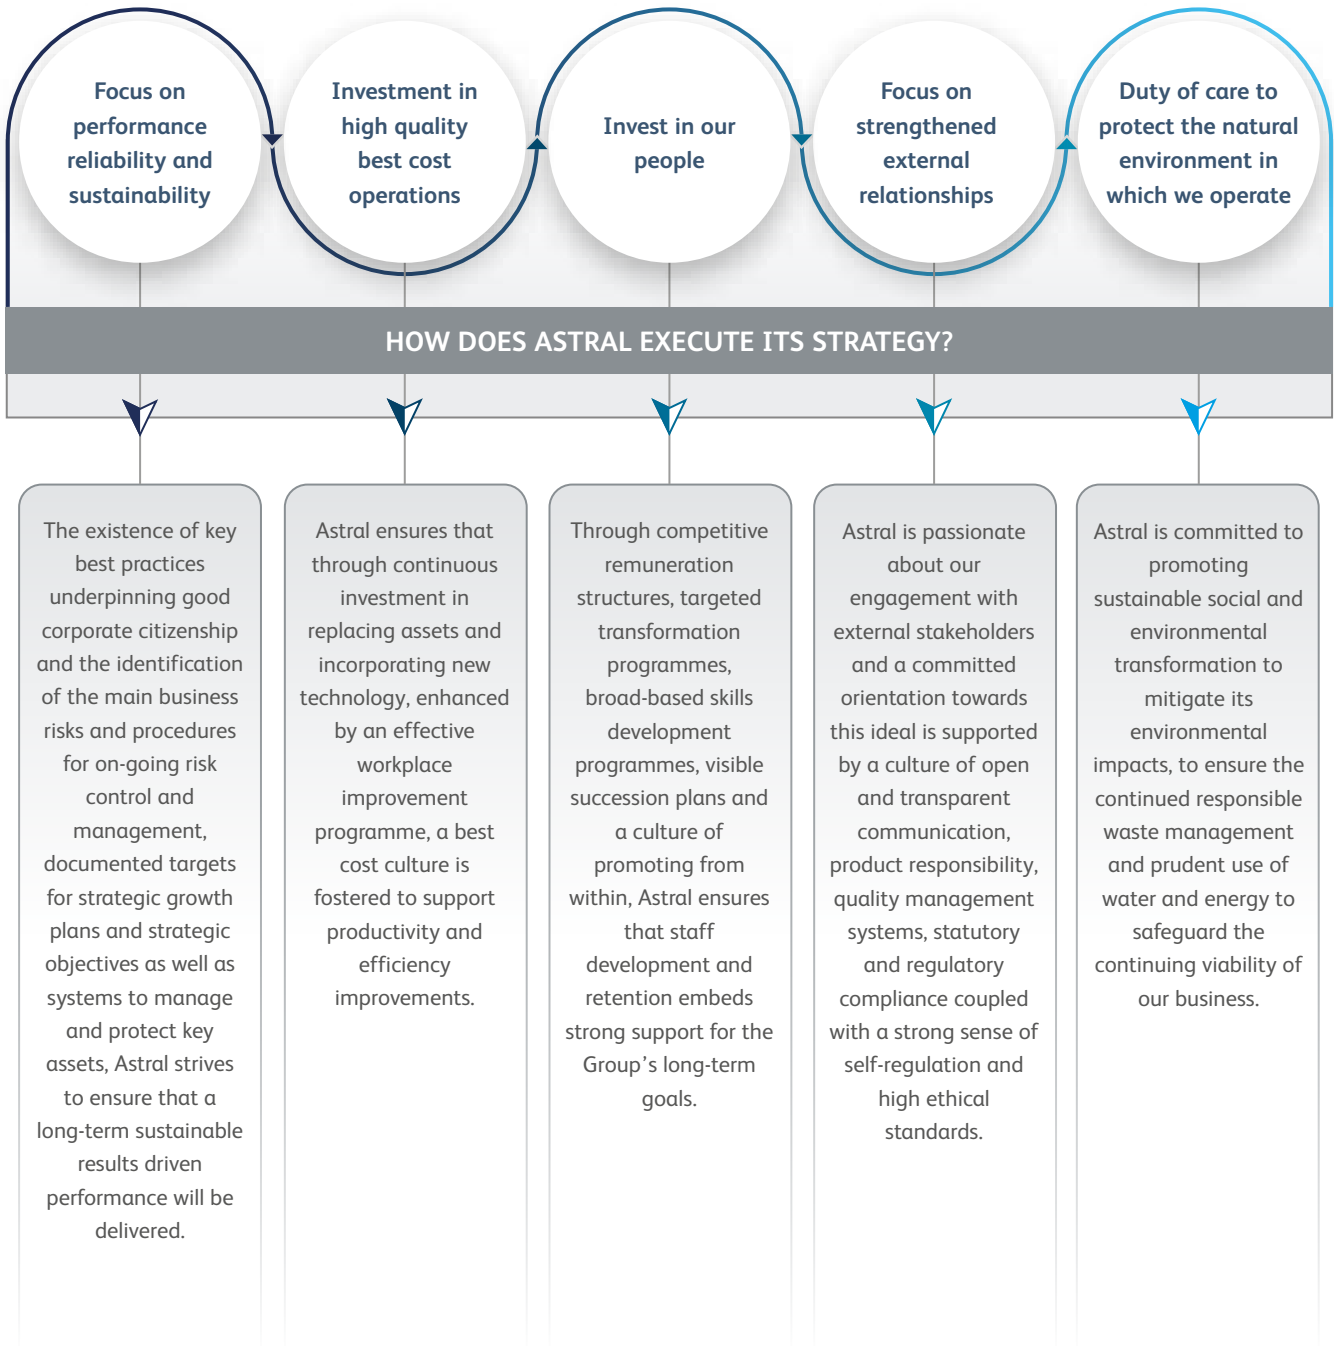 Focus on
performance
reliability and
sustainability
Investment in
high quality
best cost
operations
Invest in our
people
Focus on
strengthened
external
relationships
Duty of care to
protect the natural
environment in
which we operate
HOW DOES ASTRAL EXECUTE ITS STRATEGY?
The existence of key
best practices
underpinning good
corporate citizenship
and the identification
of the main business
risks and procedures
for on-going risk
control and
management,
documented targets
for strategic growth
plans and strategic
objectives as well as
systems to manage
and protect key
assets, Astral strives
to ensure that a
long-term sustainable
results driven
performance will be
delivered.
Astral ensures that
through continuous
investment in
replacing assets and
incorporating new
technology, enhanced
by an effective
workplace
improvement
programme, a best
cost culture is
fostered to support
productivity and
efficiency
improvements.
Through competitive
remuneration
structures, targeted
transformation
programmes,
broad-based skills
development
programmes, visible
succession plans and
a culture of
promoting from
within, Astral ensures
that staff
development and
retention embeds
strong support for the
Group's long-term
goals.
Astral is passionate
about our
engagement with
external stakeholders
and a committed
orientation towards
this ideal is supported
by a culture of open
and transparent
communication,
product responsibility,
quality management
systems, statutory
and regulatory
compliance coupled
with a strong sense of
self-regulation and
high ethical
standards.
Astral is committed to
promoting
sustainable social and
environmental
transformation to
mitigate its
environmental
impacts, to ensure the
continued responsible
waste management
and prudent use of
water and energy to
safeguard the
continuing viability of
our business.